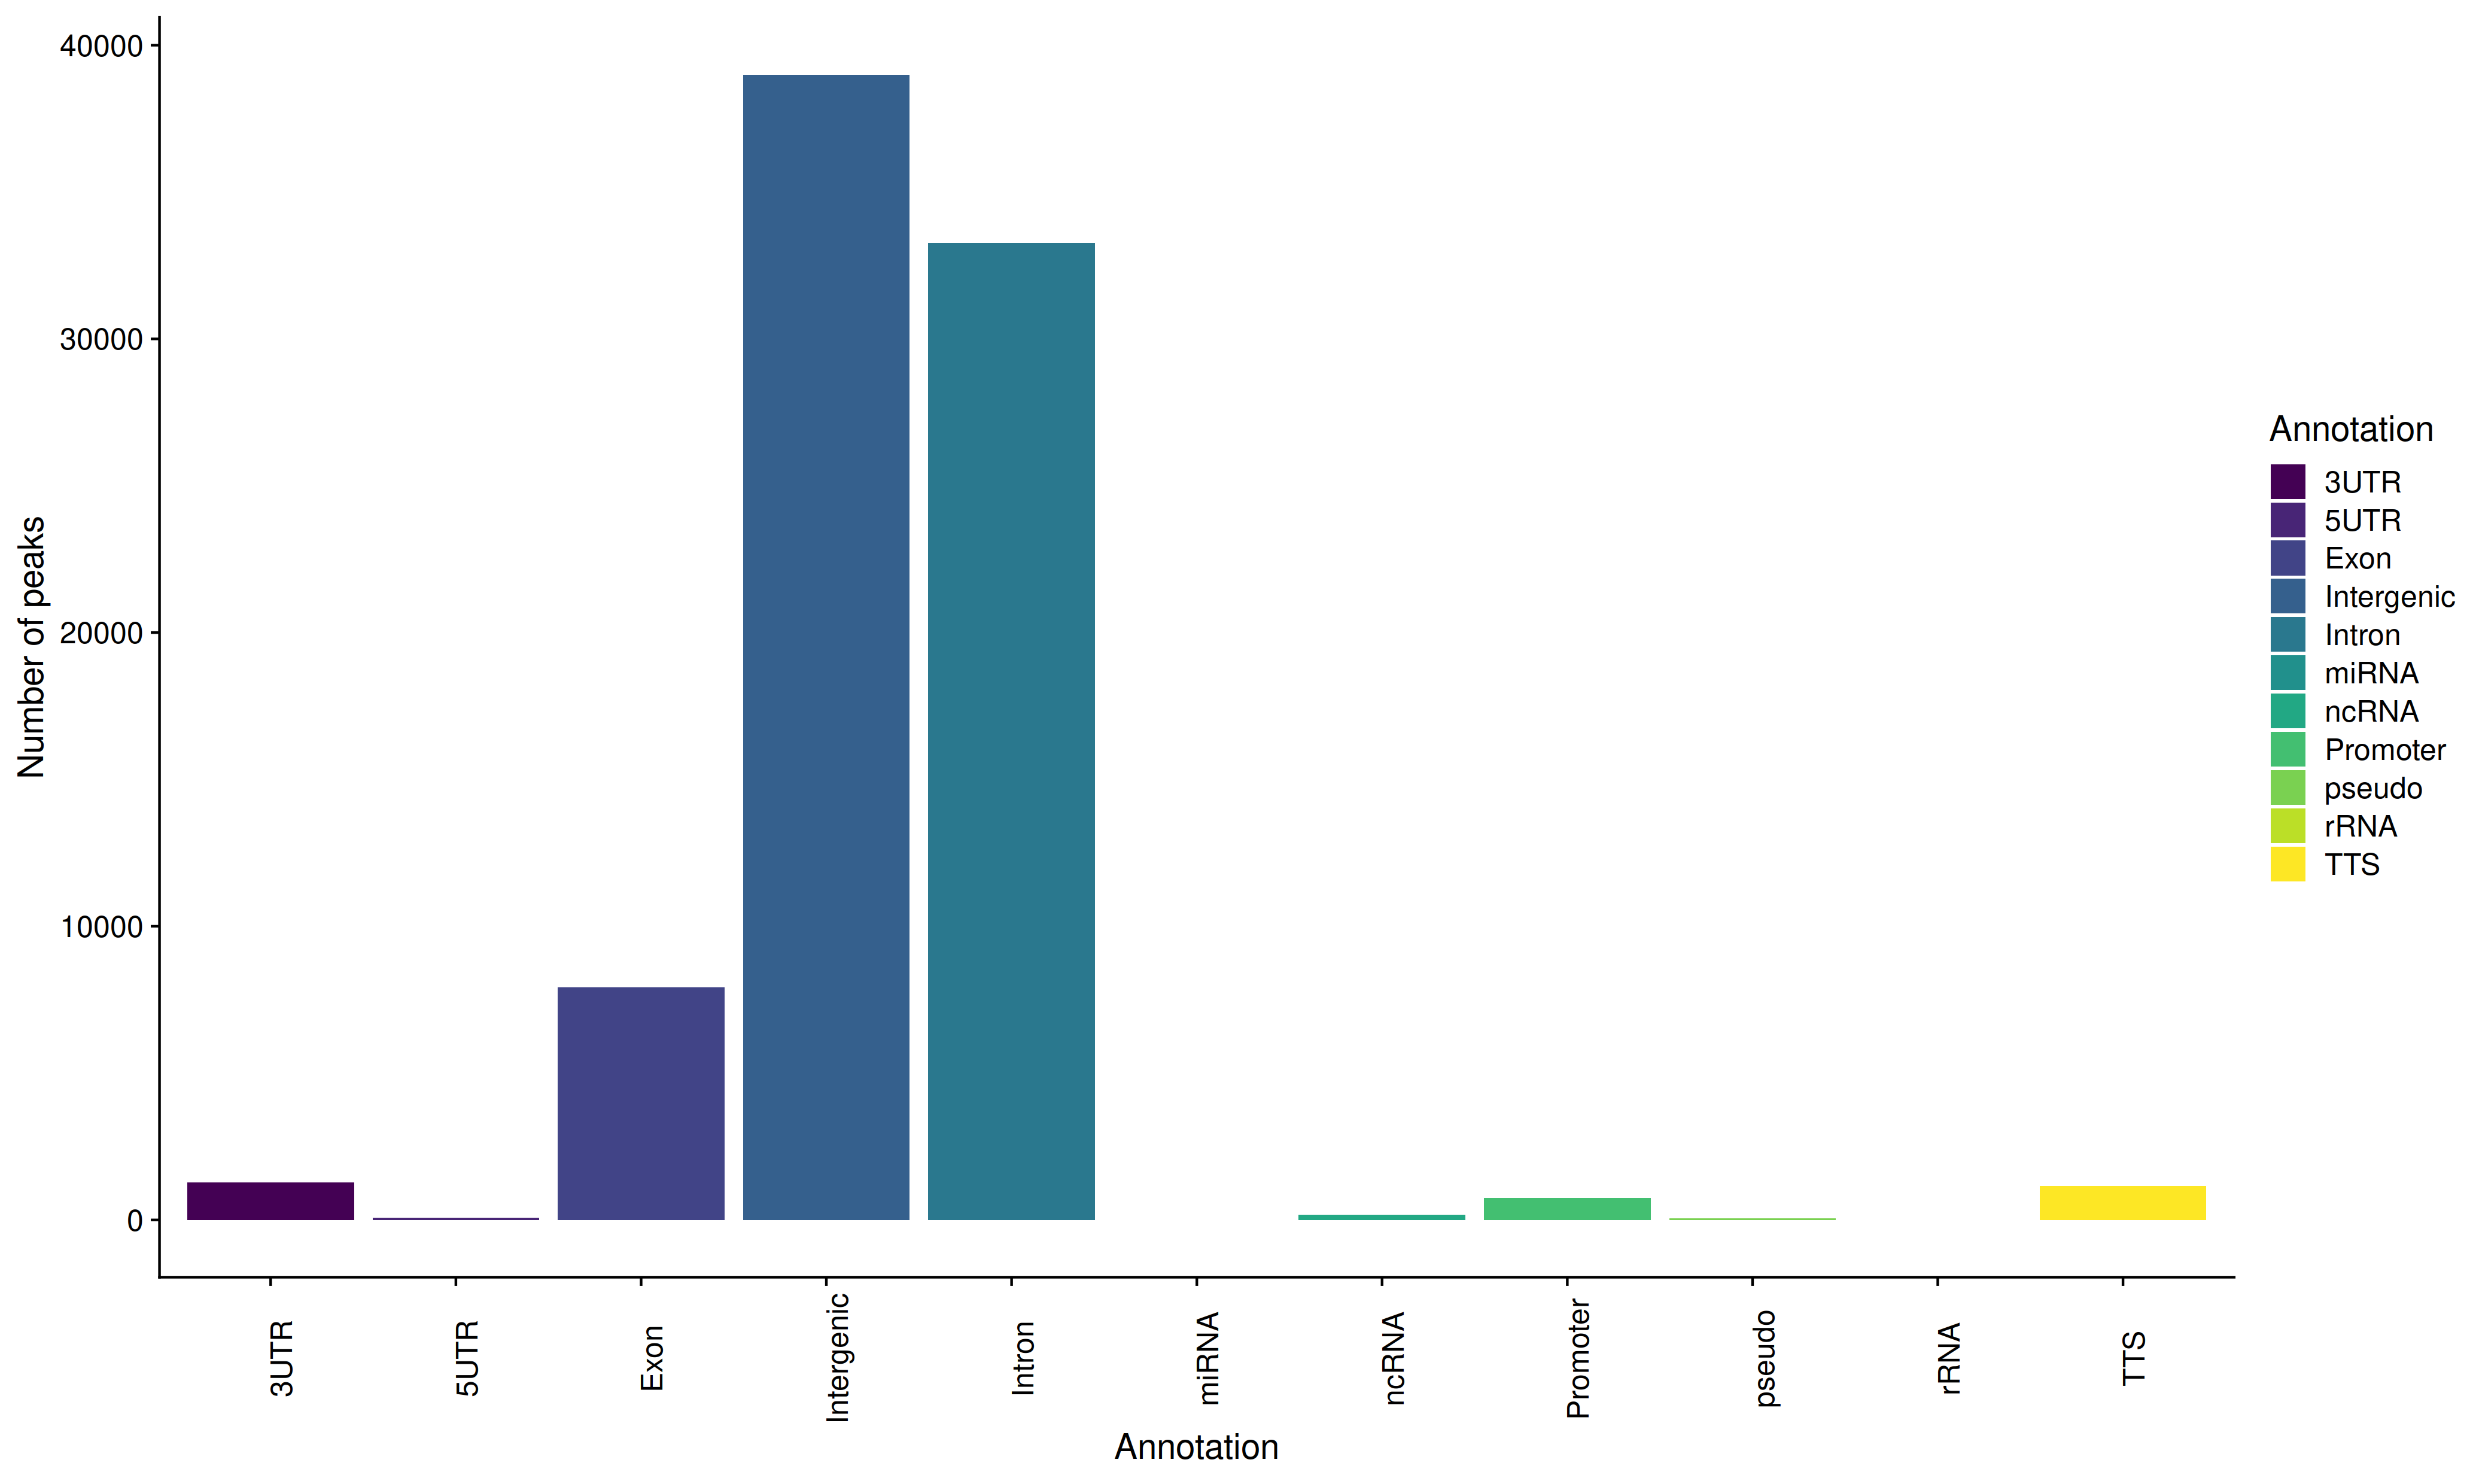 40000
30000
20000
10000
0
Number of peaks
3UTR
5UTR
Exon
Intergenic
Intron
miRNA
ncRNA
Promoter
pseudo
rRNA
TTS
Annotation
Annotation
3UTR
5UTR
Exon
Intergenic
Intron
miRNA
ncRNA
Promoter
pseudo
rRNA
TTS